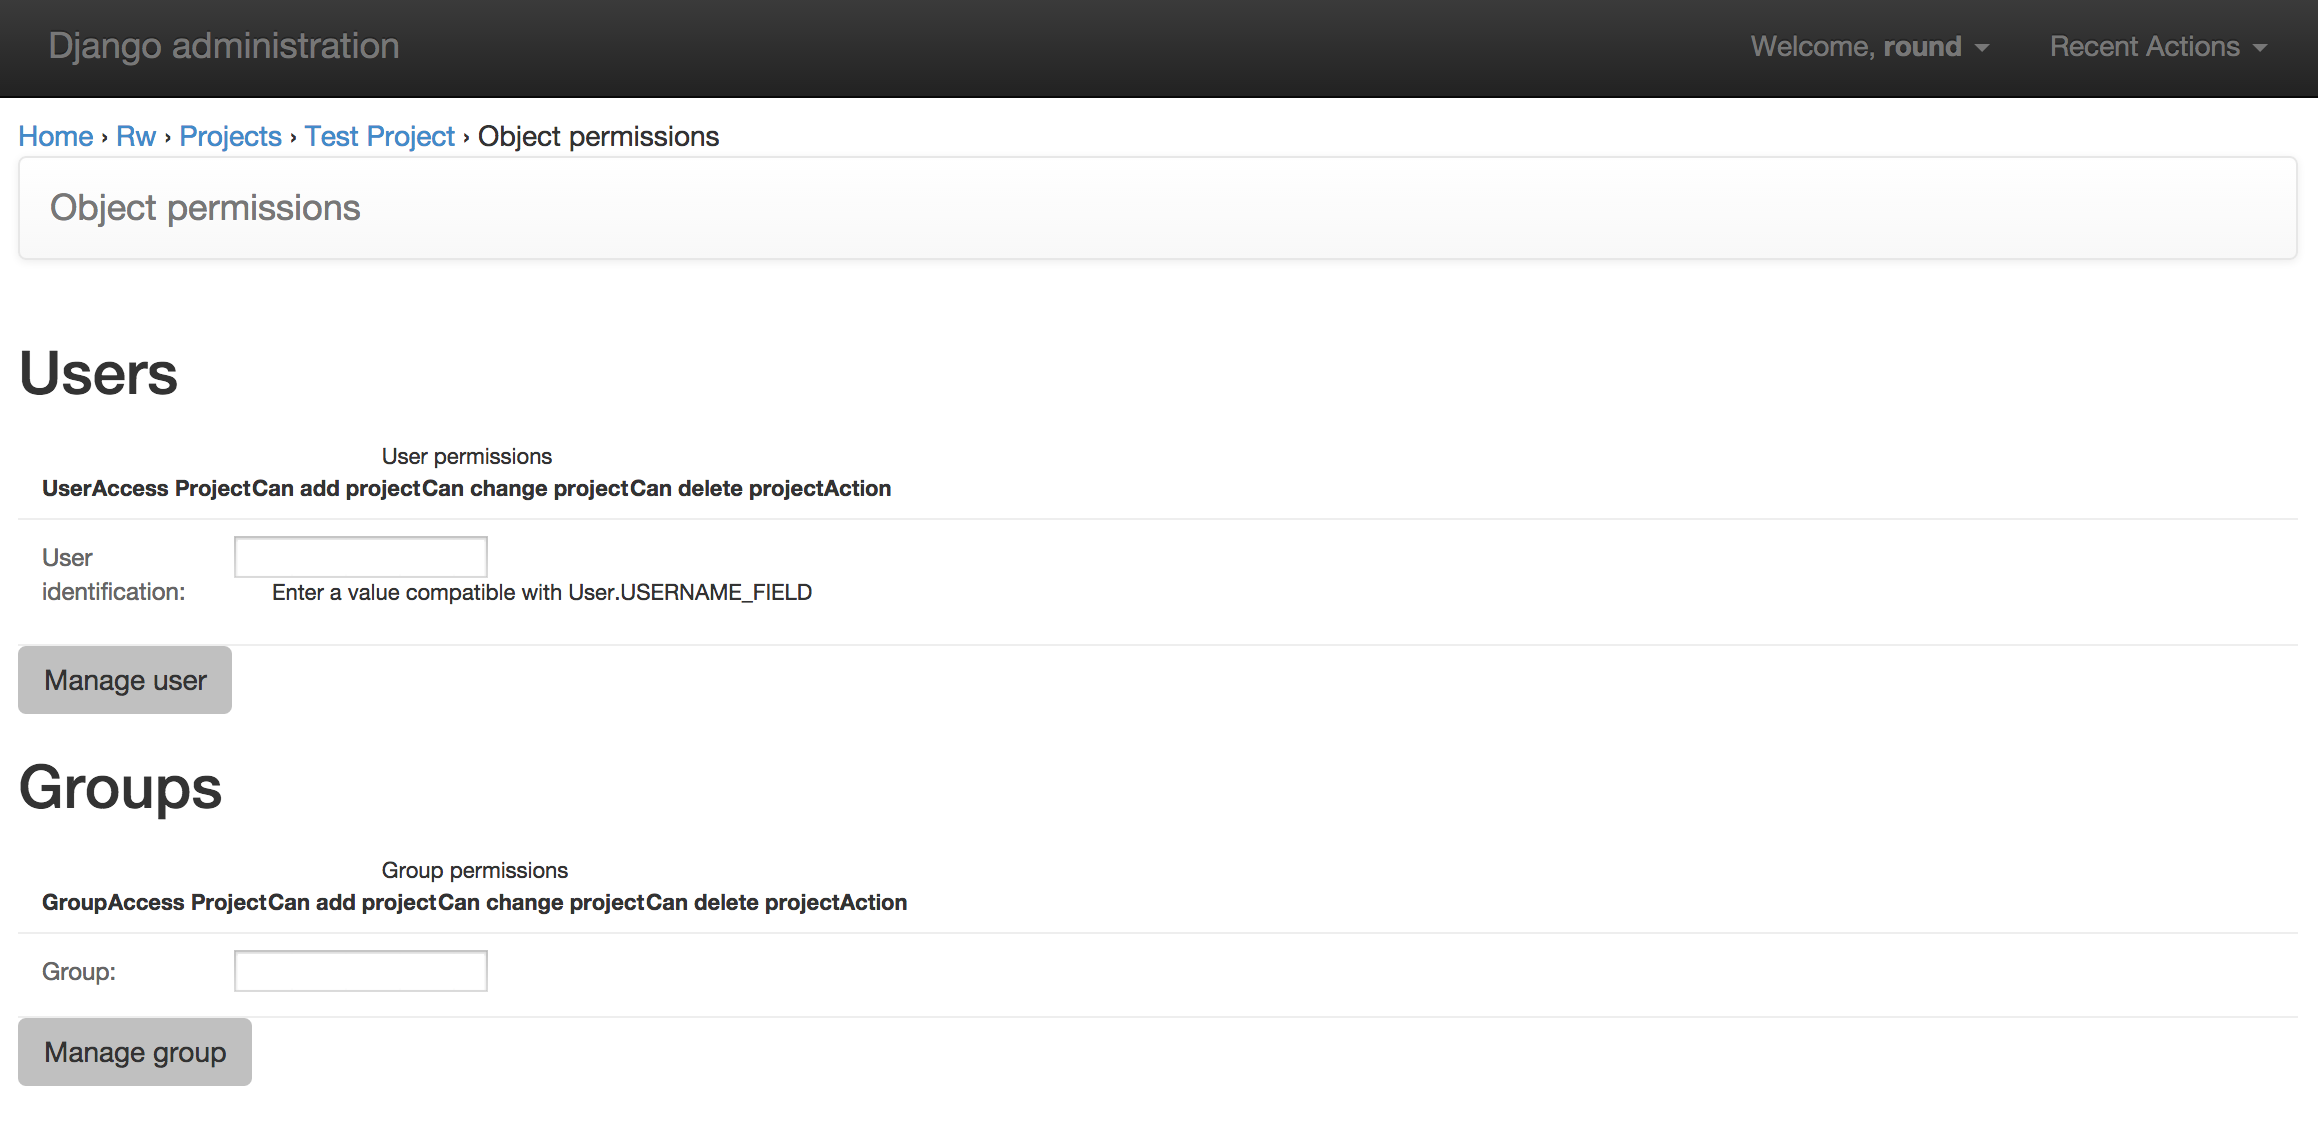 Django administration Welcome, round Recent Actions
Home › Rw › Projects › Test Project › Object permissions
Object permissions
Users
User permissions
UserAccess ProjectCan add projectCan change projectCan delete projectAction
User
identification:
Enter a value compatible with User.USERNAME_FIELD
Manage user
Groups
Group permissions
GroupAccess ProjectCan add projectCan change projectCan delete projectAction
Group:
Manage group